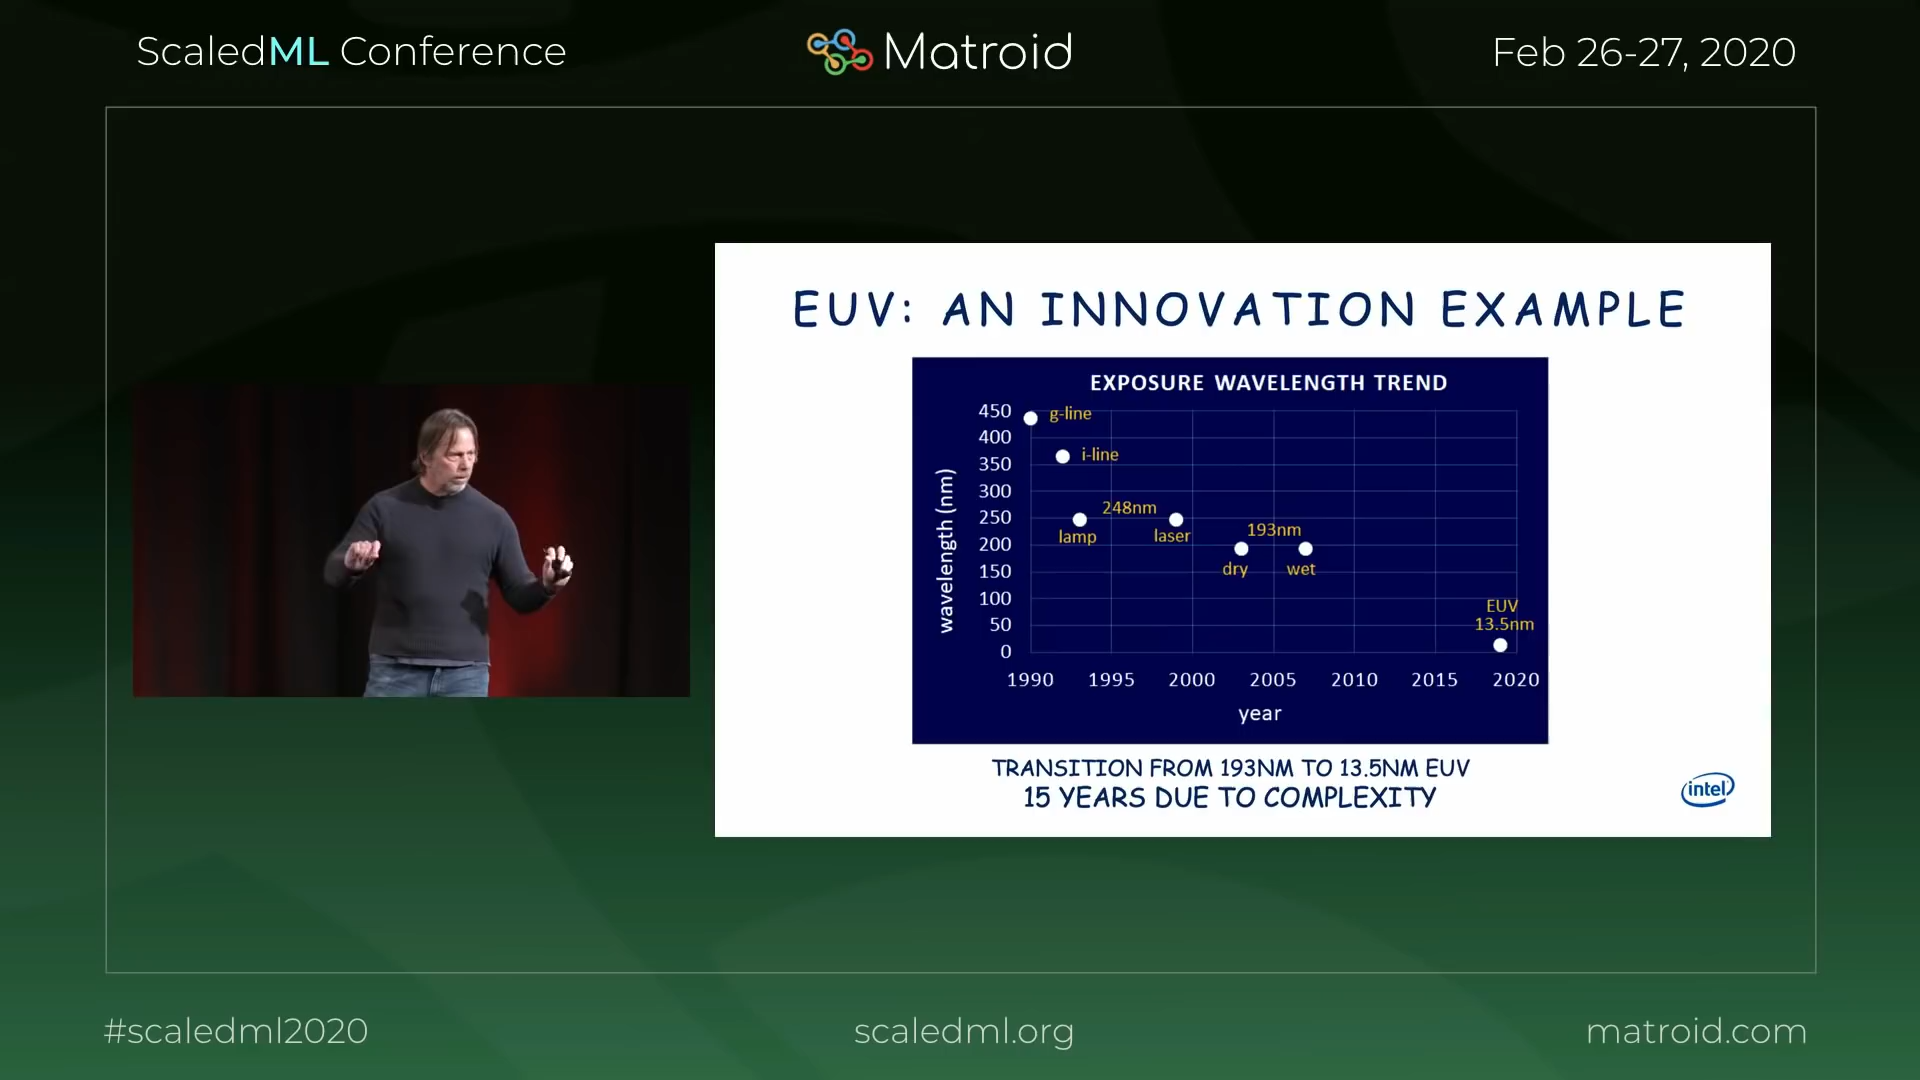 ScaledML Conference
Matroid
Feb 26-27, 2020
EUV: AN INNOVATION EXAMPLE
EXPOSURE WAVELENGTH TREND
450
400
350
300
250
200
150
100
50
0
wavelength (nm)
g-line
i-line
248nm
lamp
laser
193nm
dry
wet
EUV
13.5nm
1990 1995 2000 2005 2010 2015 2020
year
TRANSITION FROM 193NM TO 13.5NM EUV
15 YEARS DUE TO COMPLEXITY
intel
#scaledml2020
scaledml.org
matroid.com